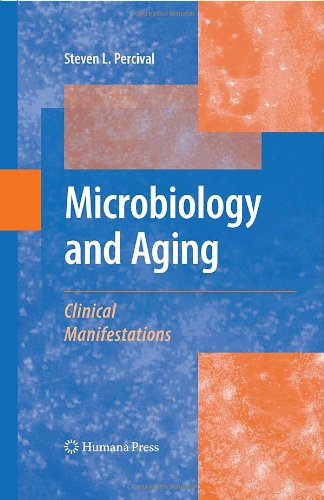 Steven L. Percival
Microbiology
and Aging
Clinical
Manifestations
Humana Press